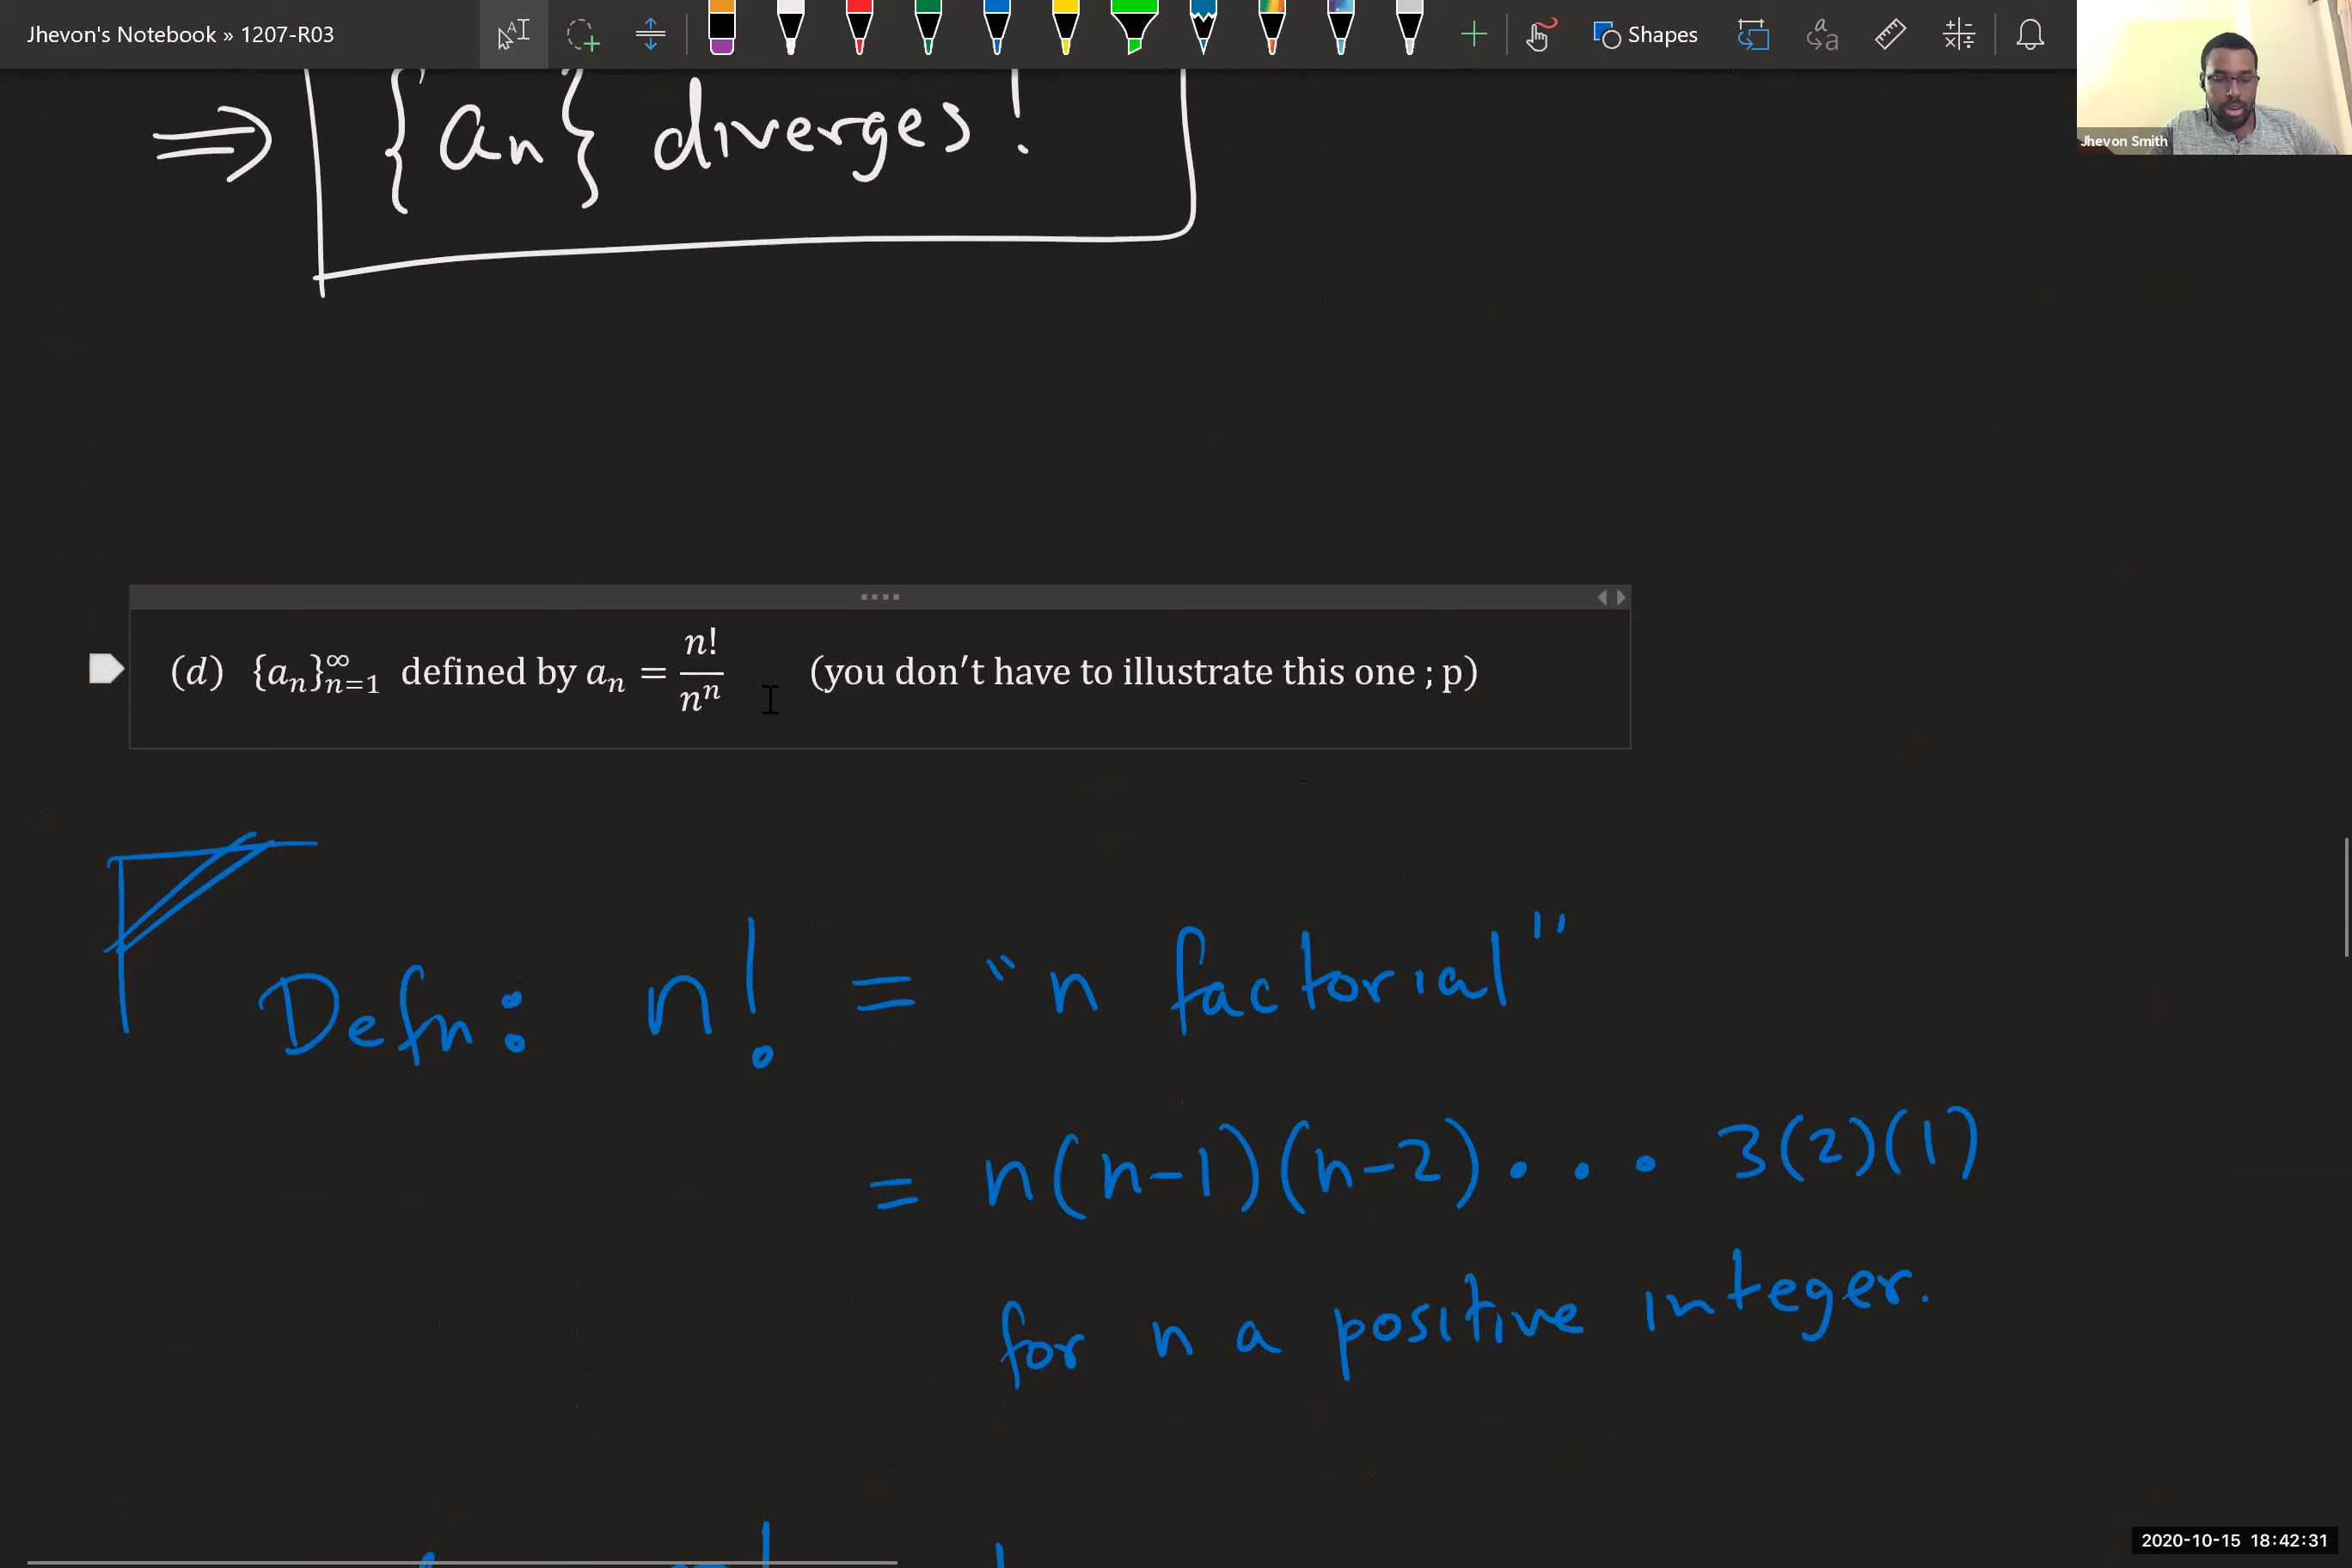 Jhevon's Notebook » 1207-R03
Shapes
Jhevon Smith
⇒ {aₙ} diverges!
(d) {aₙ}ₙ₌₁^∞ defined by aₙ = n!/nⁿ (you don't have to illustrate this one ; p)
Defn: n! = "n factorial"
= n(n-1)(n-2)• • • 3(2)(1)
for n a positive integer.
2020-10-15 18:42:31